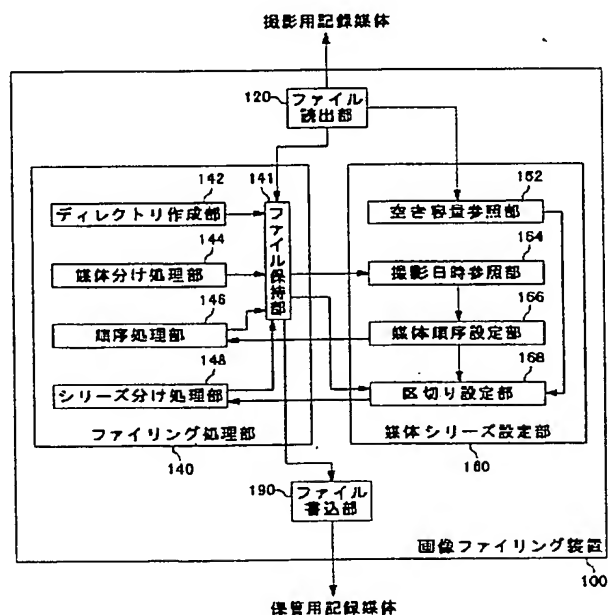 撮影用記録媒体
120
ファイル
読出部
142
ディレクトリ作成部
144
媒体分け処理部
146
順序処理部
148
シリーズ分け処理部
141
ファイル保持部
ファイリング処理部
140
162
空き容量参照部
164
撮影日時参照部
166
媒体順序設定部
168
区切り設定部
媒体シリーズ設定部
160
190
ファイル
書込部
画像ファイリング装置
100
保管用記録媒体